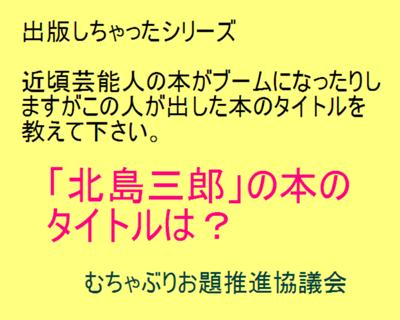 出版しちゃったシリーズ
近頃芸能人の本がブームになったりし
ますがこの人が出した本のタイトルを
教えて下さい。
「北島三郎」の本の
タイトルは？
むちゃぶりお題推進協議会